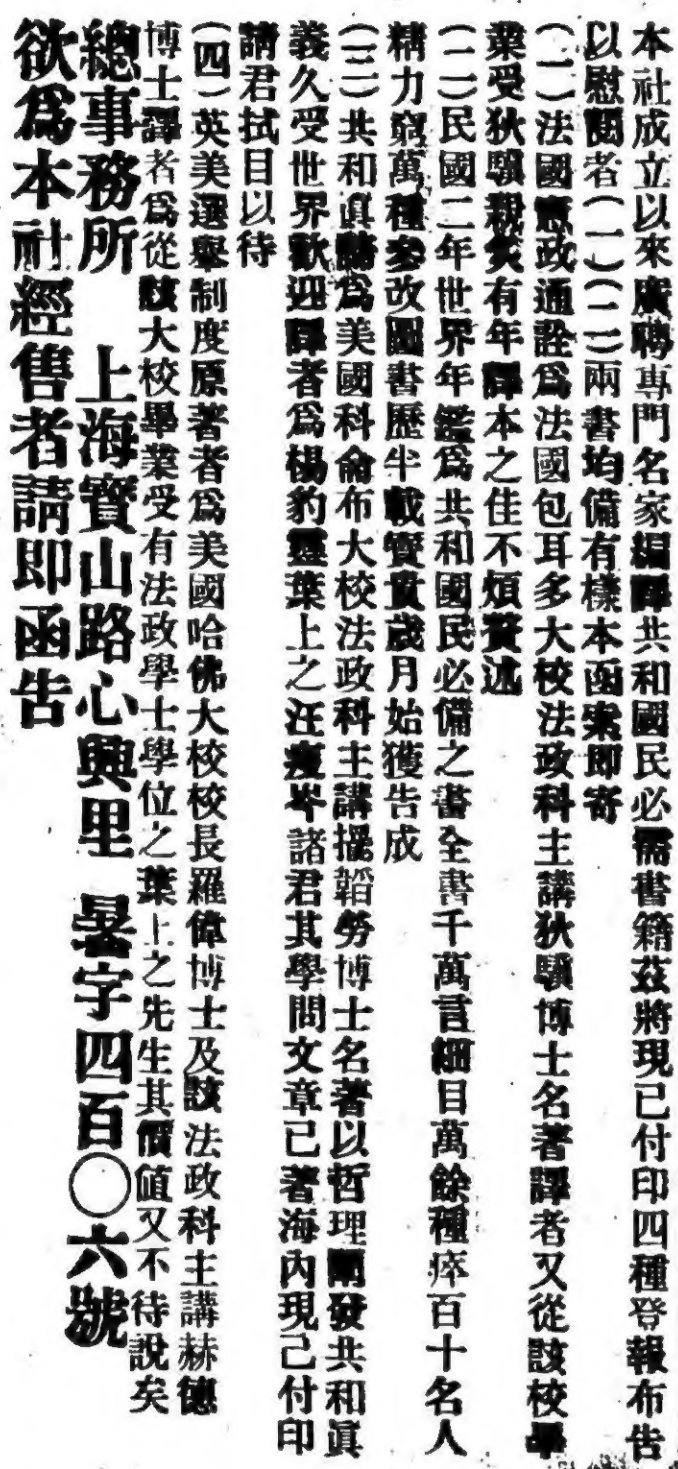 本社成立以來廣聘專門名家編譯共和國民必需書籍茲將現已付印四種登報布告
以慰閱者(一)(二)兩書均備有樣本函索即寄
(一)法國憲政通詮爲法國包耳多大校法政科主講狄驥博士名著譯者又從該校畢
業受狄驥親炙有年譯本之佳不煩贅述
(二)民國二年世界年鑑爲共和國民必備之書全書千萬言細目萬餘種瘁百十名人
精力窮萬種參改圖書歷半載寶貴歲月始獲告成
(三)共和眞諦爲美國科侖布大校法政科主講擺韜勞博士名著以哲理闡發共和眞
義久受世界歡迎譯者爲楊豹靈葉上之汪瘦岑諸君其學問文章已著海內現已付印
請君拭目以待
(四)英美選舉制度原著者爲美國哈佛大校校長羅偉博士及該法政科主講赫德
博士譯者爲從該大校畢業受有法政學士學位之葉上之先生其價值又不待說矣
總事務所 上海寶山路心興里 晷字四百〇六號
欲爲本社經售者請即函告